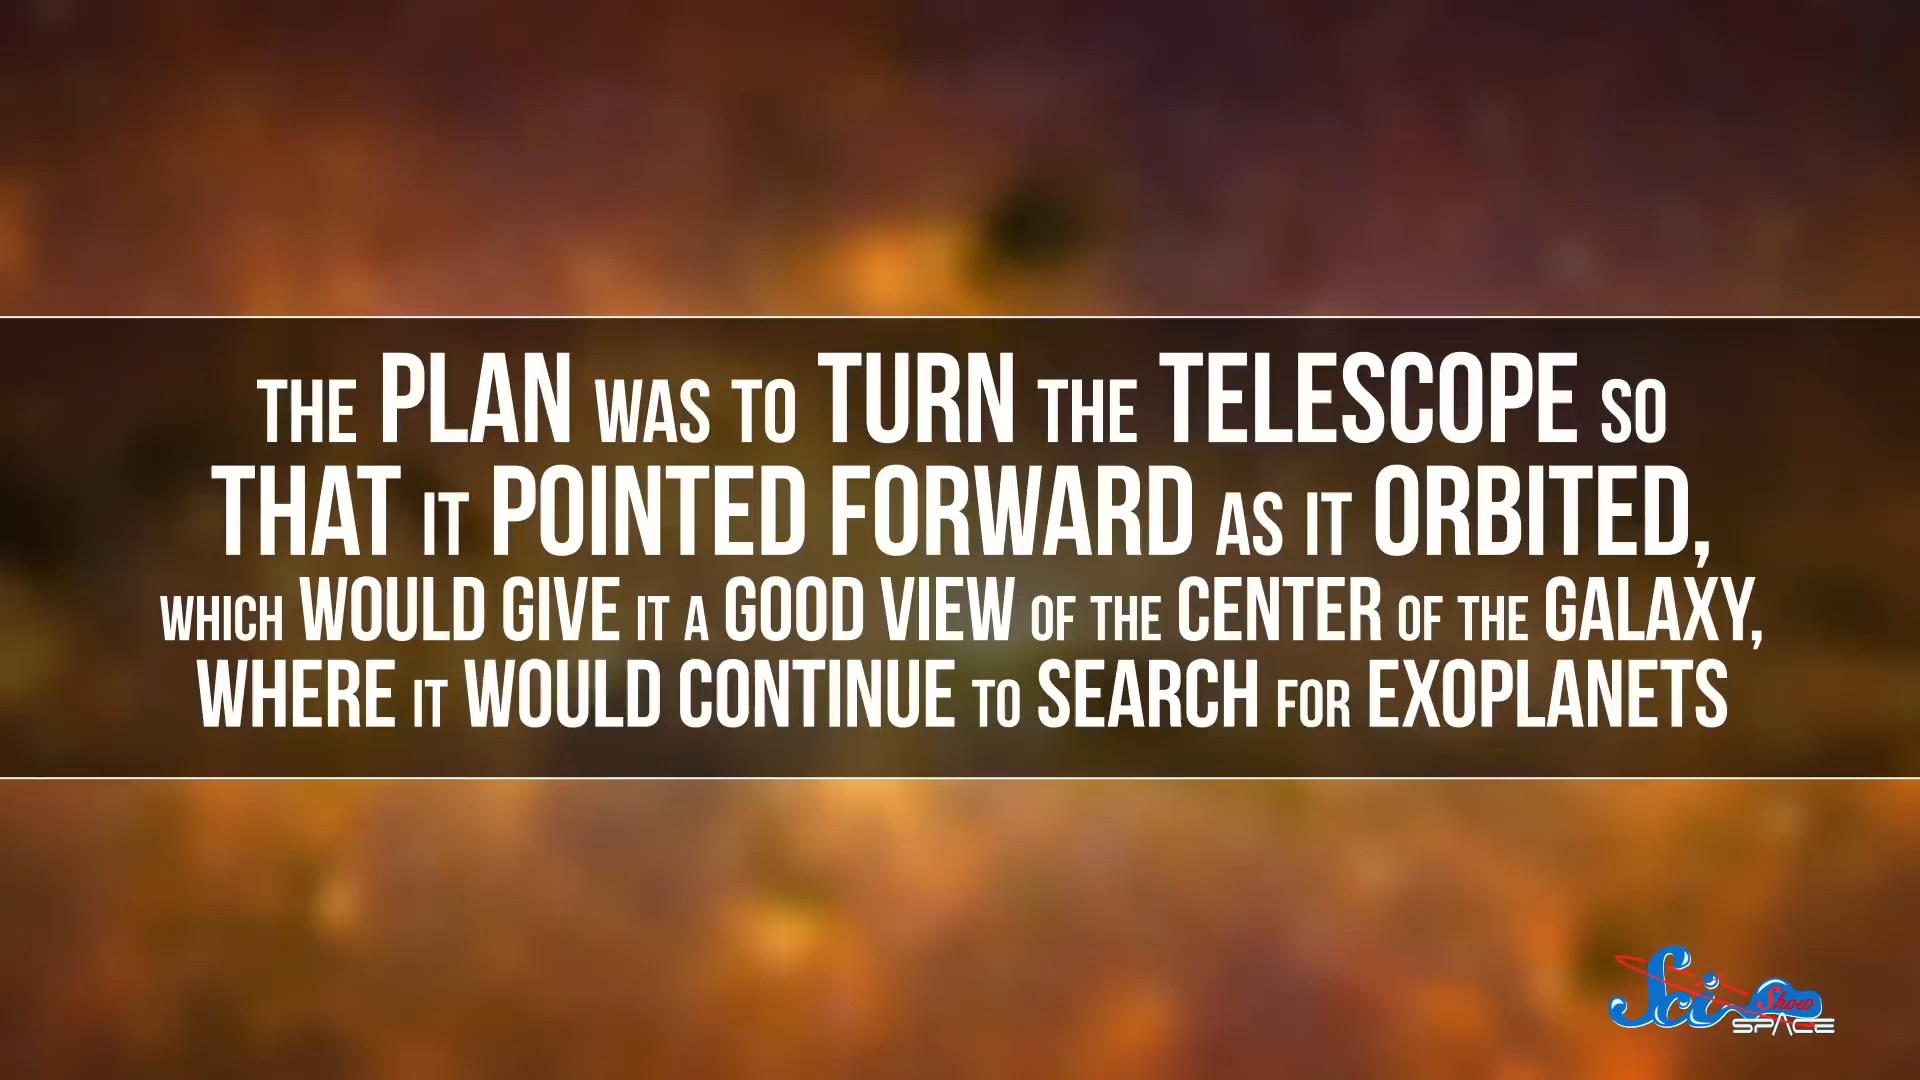 THE PLAN WAS TO TURN THE TELESCOPE SO
THAT IT POINTED FORWARD AS IT ORBITED,
WHICH WOULD GIVE IT A GOOD VIEW OF THE CENTER OF THE GALAXY,
WHERE IT WOULD CONTINUE TO SEARCH FOR EXOPLANETS
Sci Show
SPACE